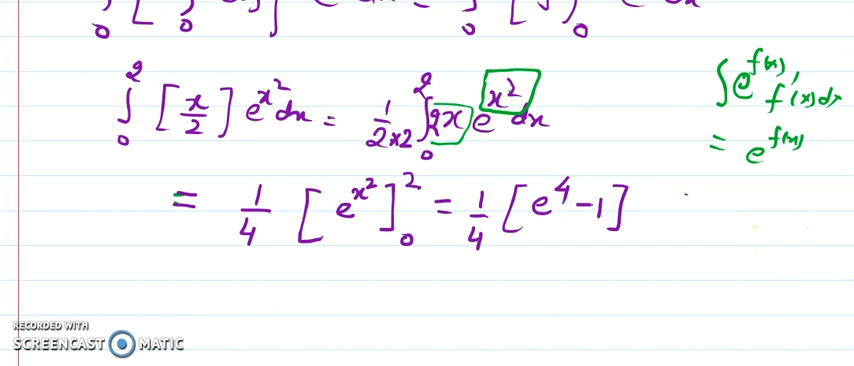 ∫₀² [x/2] e^{x²} dx = 1/(2×2) ∫₀² 2x e^{x²} dx
= 1/4 [e^{x²}]₀² = 1/4 [e⁴ - 1]
∫ e^{f(x)} f'(x) dx
= e^{f(x)}
RECORDED WITH
SCREENCAST MATIC